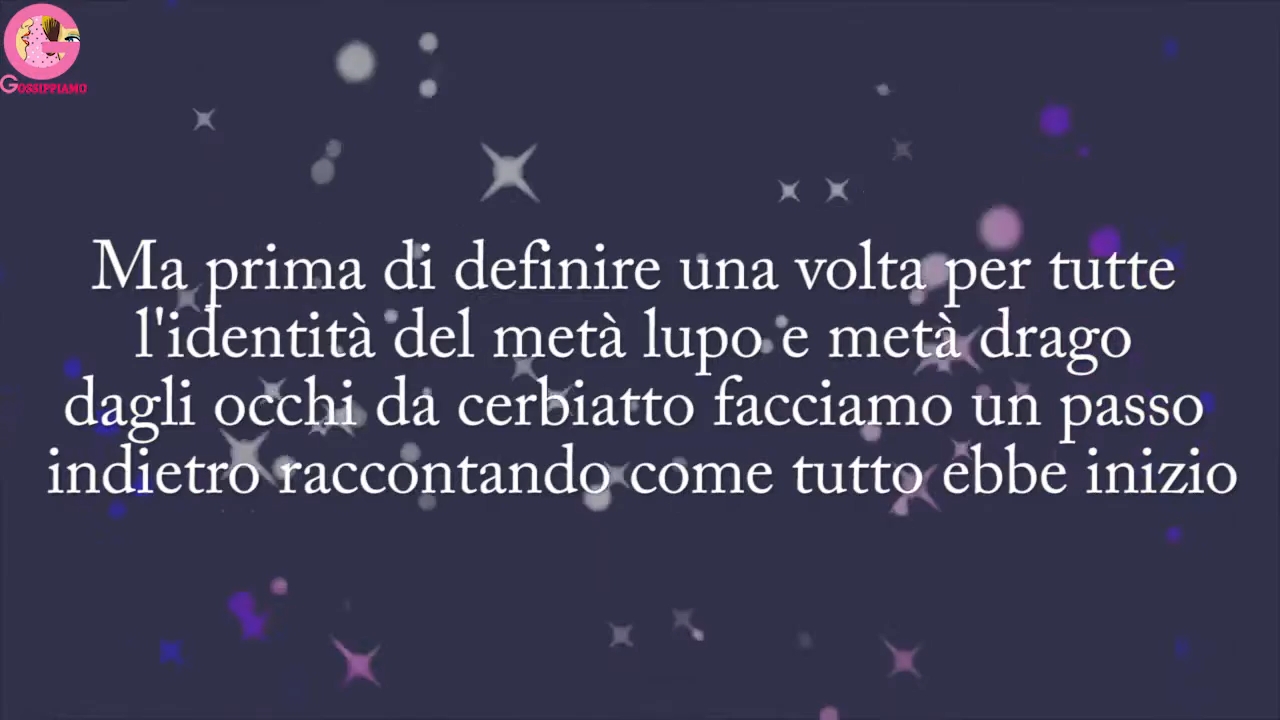 GOSSIPPIAMO
Ma prima di definire una volta per tutte
l'identità del metà lupo e metà drago
dagli occhi da cerbiatto facciamo un passo
indietro raccontando come tutto ebbe inizio